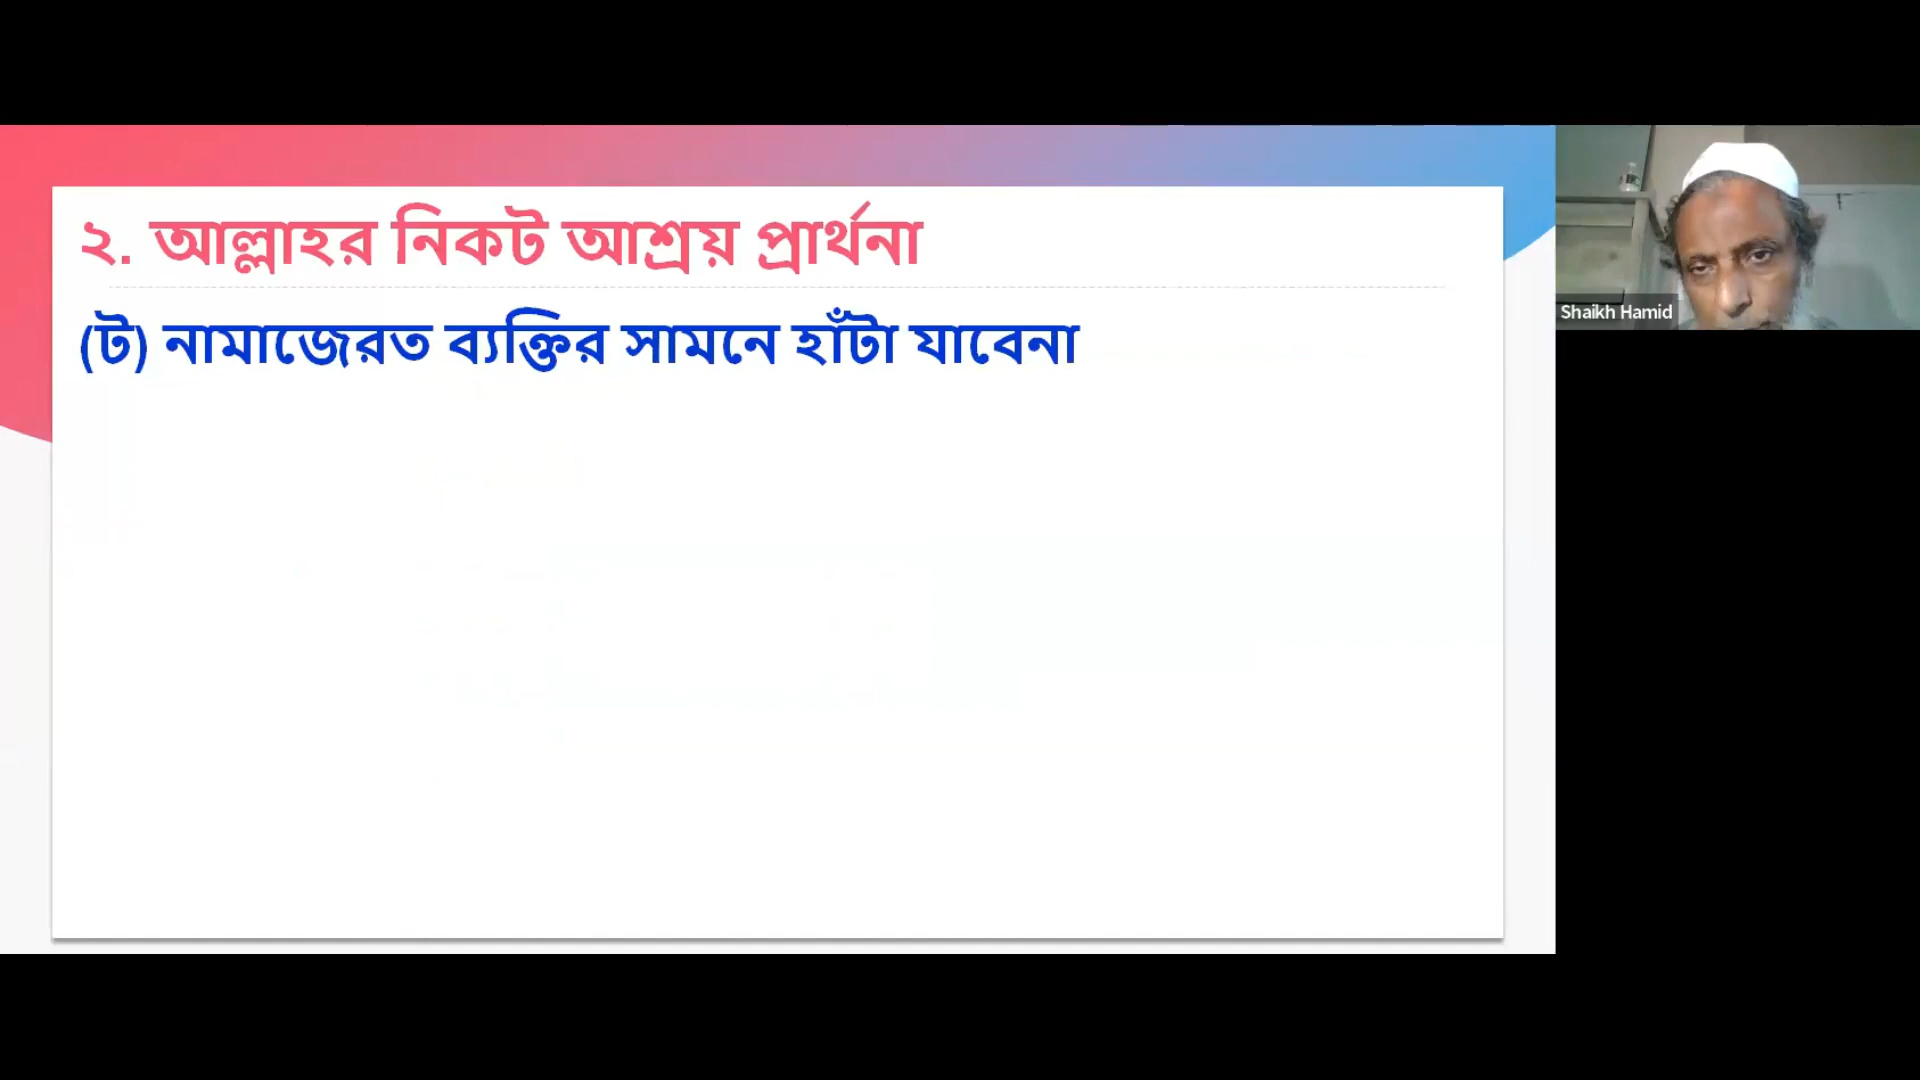 ২. আল্লাহর নিকট আশ্রয় প্রার্থনা
(ট) নামাজেরত ব্যক্তির সামনে হাঁটা যাবেনা
Shaikh Hamid